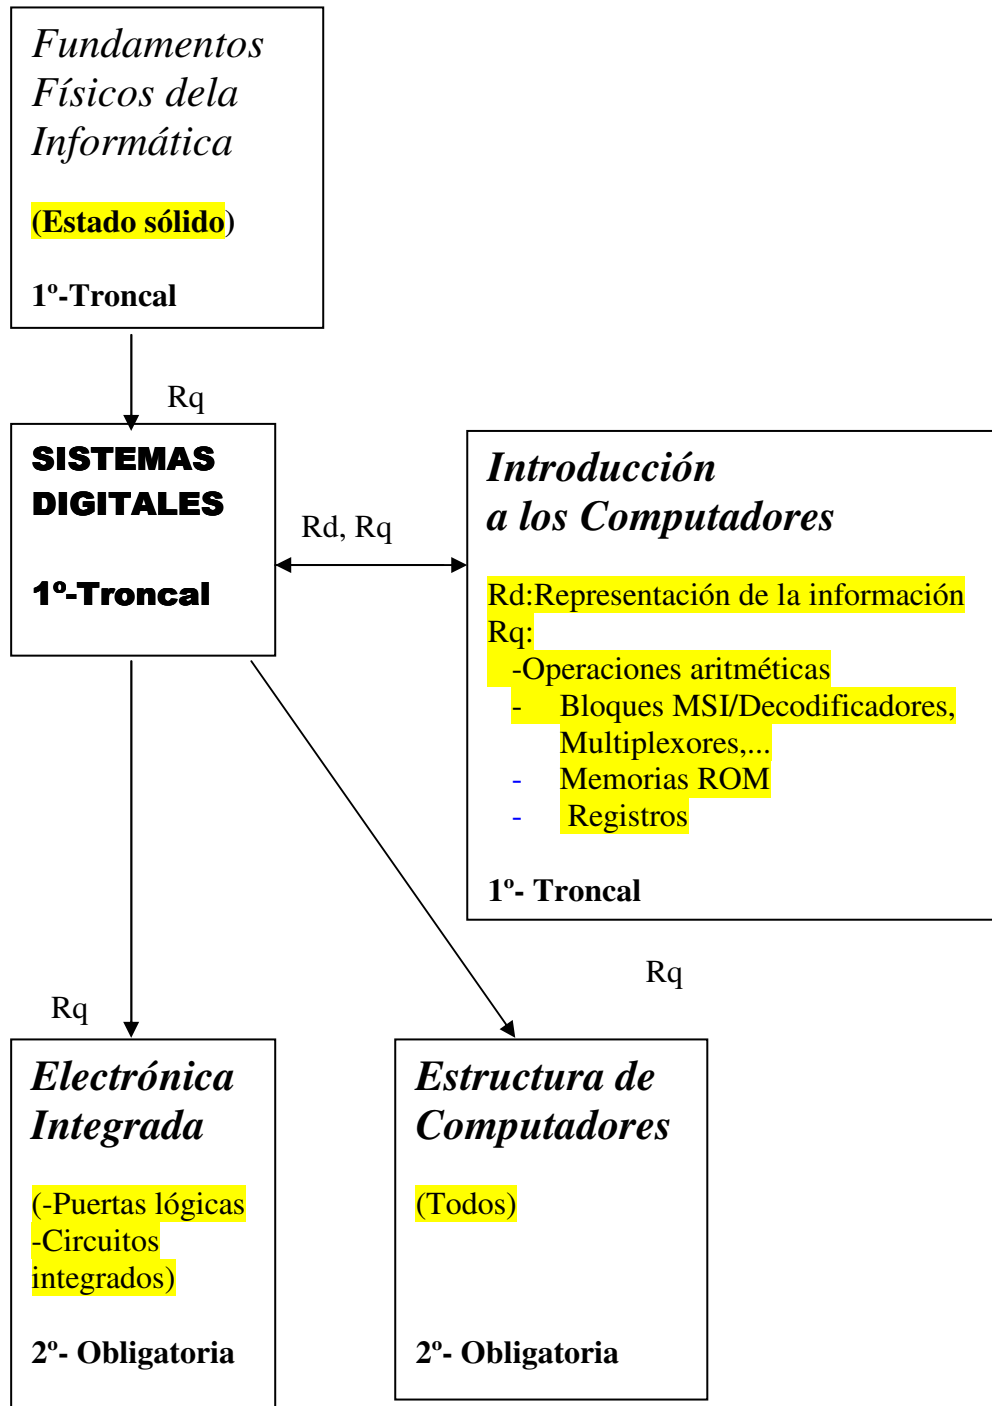 Fundamentos
Físicos dela
Informática
(Estado sólido)
1º-Troncal
Rq
SISTEMAS
DIGITALES
1º-Troncal
Rd, Rq
Introducción
a los Computadores
Rd:Representación de la información
Rq:
-Operaciones aritméticas
- Bloques MSI/Decodificadores,
Multiplexores,...
- Memorias ROM
- Registros
1º- Troncal
Rq
Rq
Electrónica
Integrada
(-Puertas lógicas
-Circuitos
integrados)
2º- Obligatoria
Estructura de
Computadores
(Todos)
2º- Obligatoria